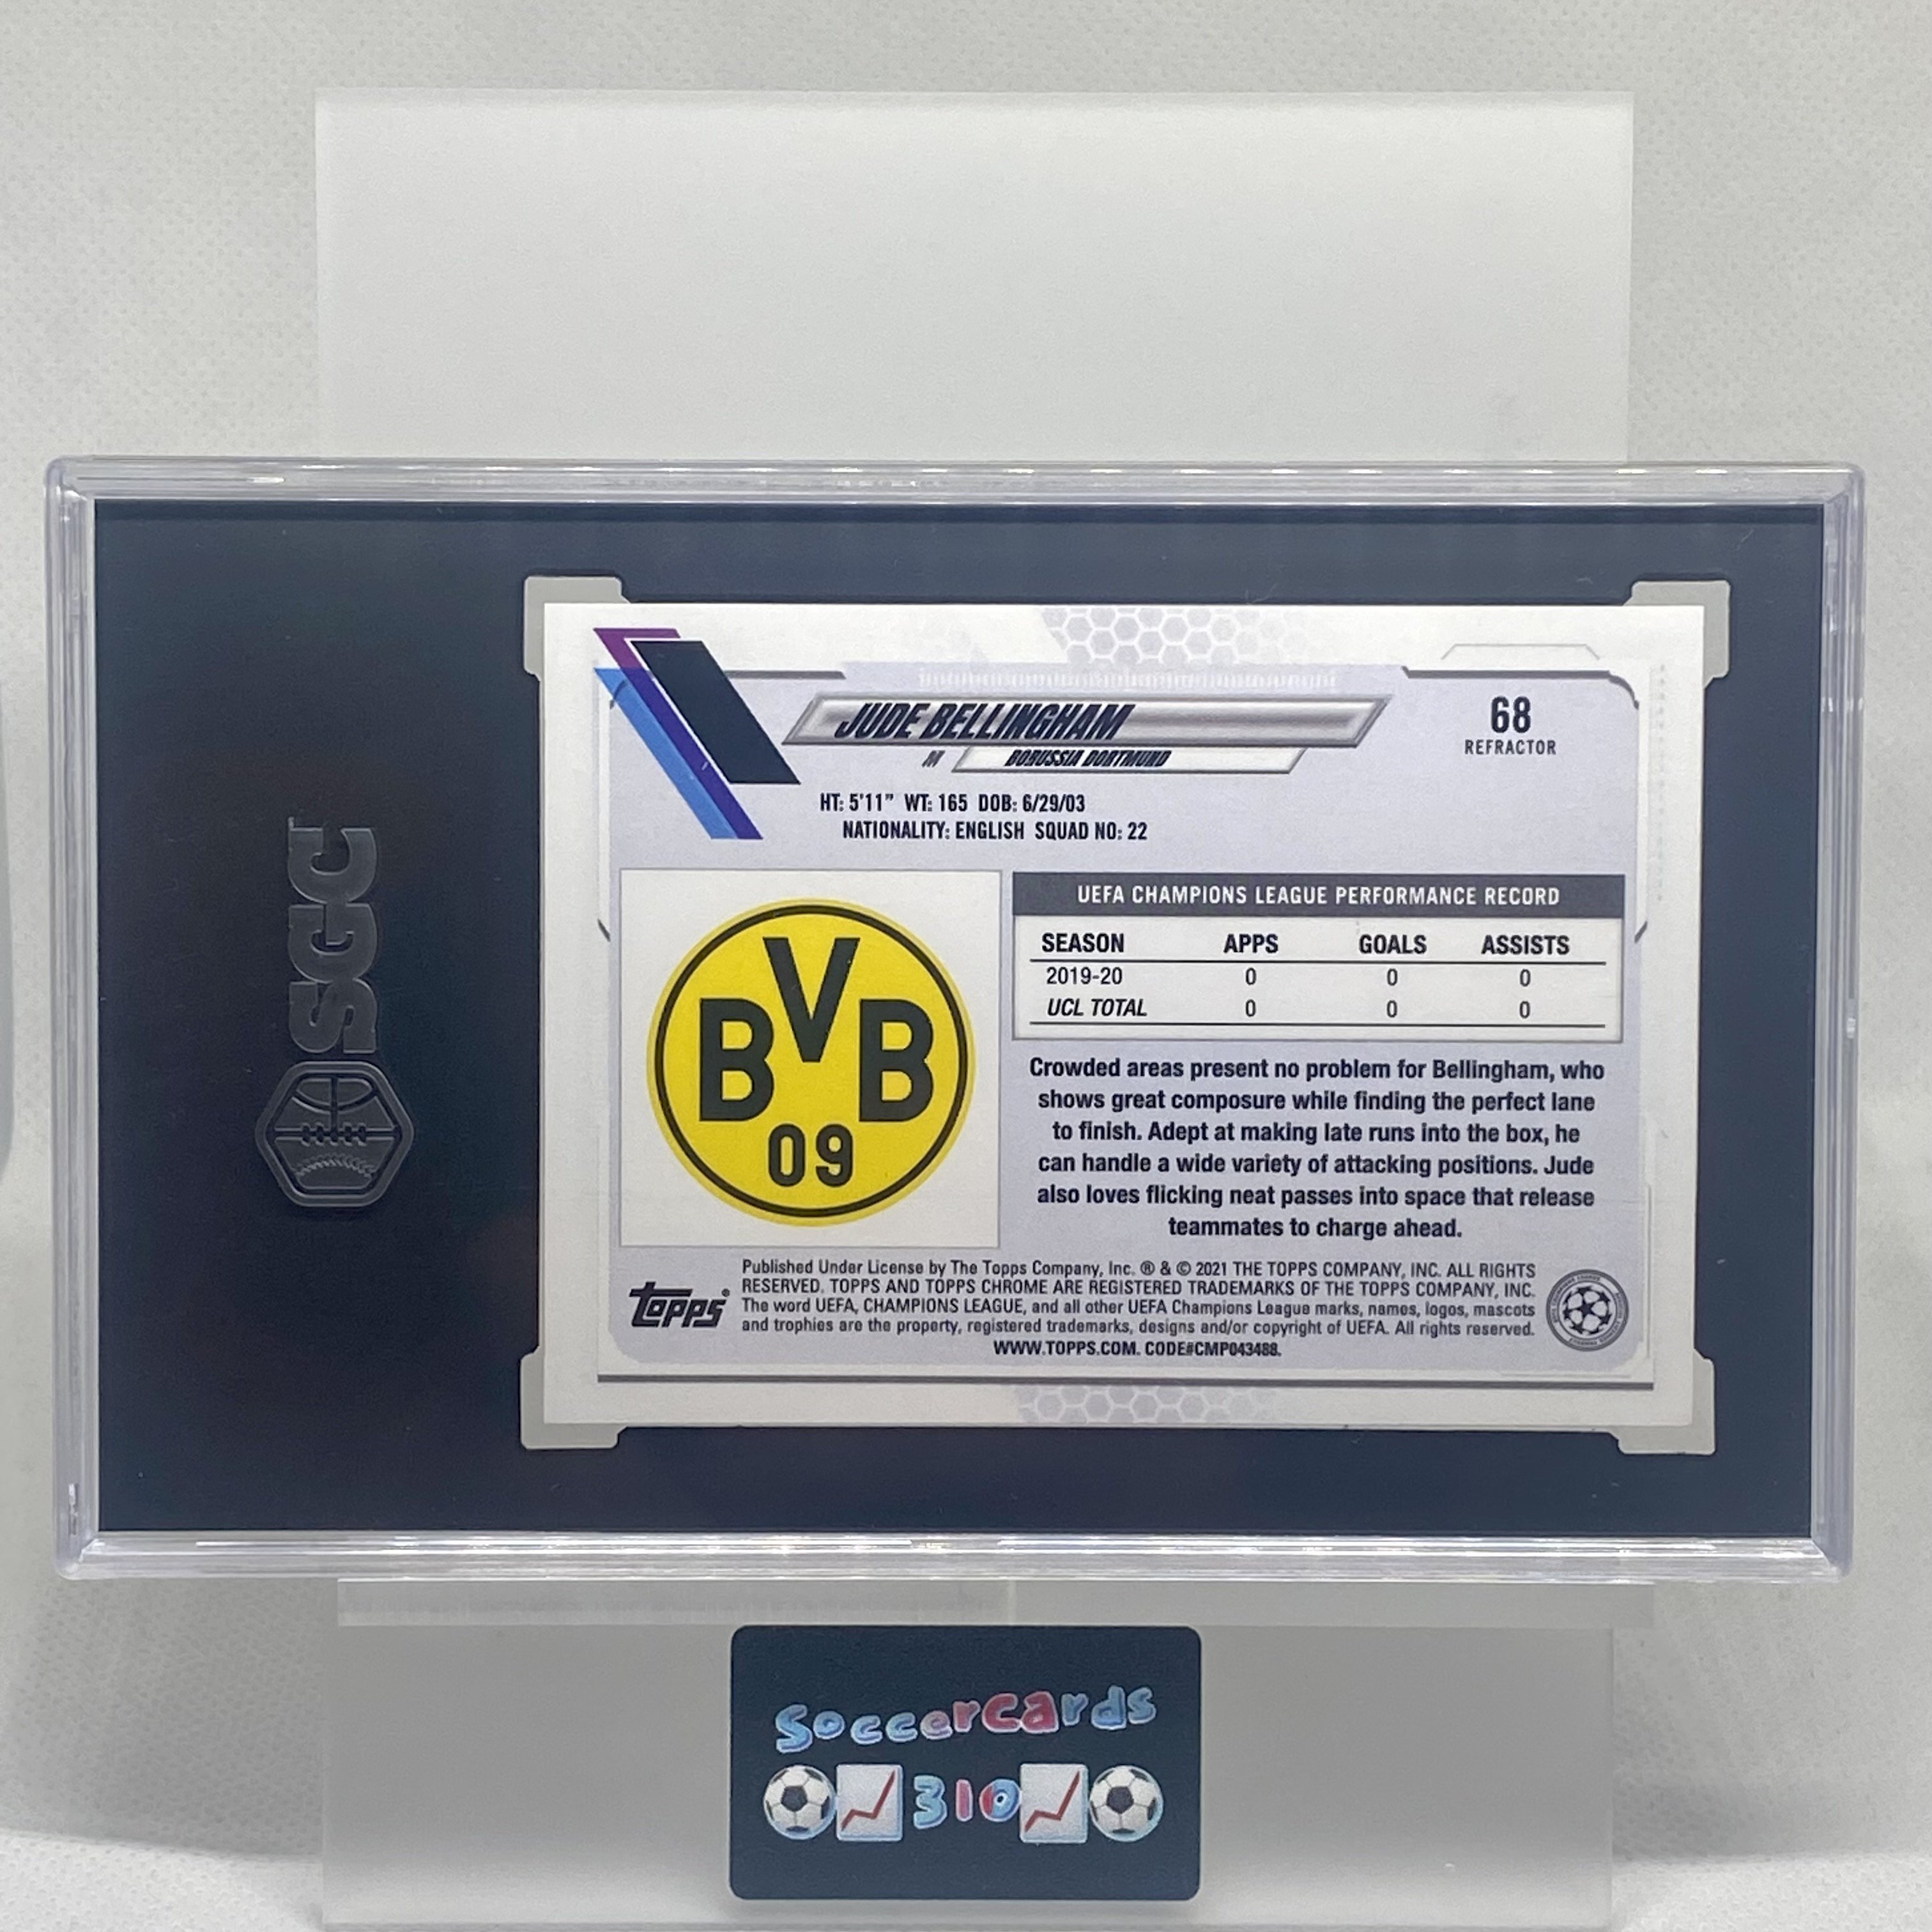 SGC
JUDE BELLINGHAM
68
REFRACTOR
M BORUSSIA DORTMUND
HT: 5'11" WT: 165 DOB: 6/29/03
NATIONALITY: ENGLISH SQUAD NO: 22
BVB
09
UEFA CHAMPIONS LEAGUE PERFORMANCE RECORD
SEASON APPS GOALS ASSISTS
2019-20 0 0 0
UCL TOTAL 0 0 0
Crowded areas present no problem for Bellingham, who
shows great composure while finding the perfect lane
to finish. Adept at making late runs into the box, he
can handle a wide variety of attacking positions. Jude
also loves flicking neat passes into space that release
teammates to charge ahead.
topps®
Published Under License by The Topps Company, Inc. ® & © 2021 THE TOPPS COMPANY, INC. ALL RIGHTS
RESERVED. TOPPS AND TOPPS CHROME ARE REGISTERED TRADEMARKS OF THE TOPPS COMPANY, INC.
The word UEFA, CHAMPIONS LEAGUE, and all other UEFA Champions League marks, names, logos, mascots
and trophies are the property, registered trademarks, designs and/or copyright of UEFA. All rights reserved.
WWW.TOPPS.COM. CODE#CMP043488.
SoccerCards
310